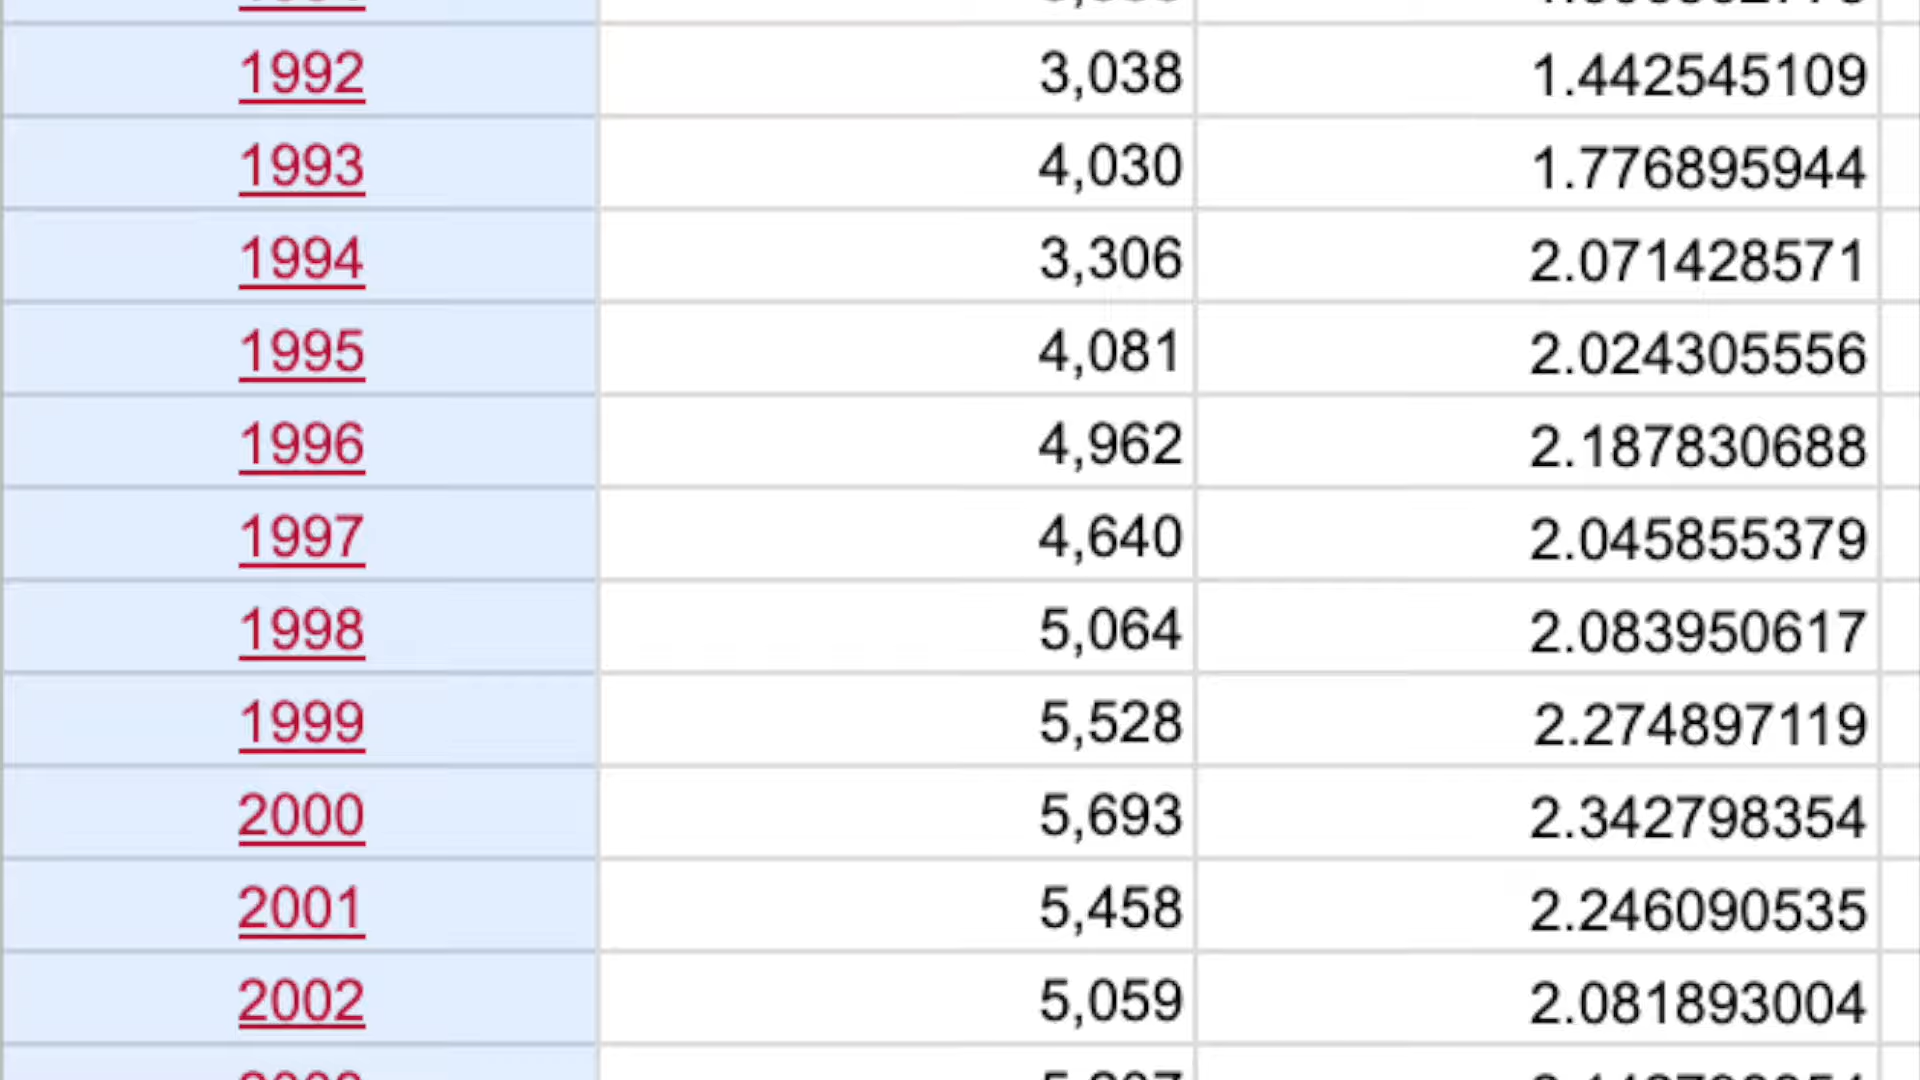 1992 3,038 1.442545109
1993 4,030 1.776895944
1994 3,306 2.071428571
1995 4,081 2.024305556
1996 4,962 2.187830688
1997 4,640 2.045855379
1998 5,064 2.083950617
1999 5,528 2.274897119
2000 5,693 2.342798354
2001 5,458 2.246090535
2002 5,059 2.081893004